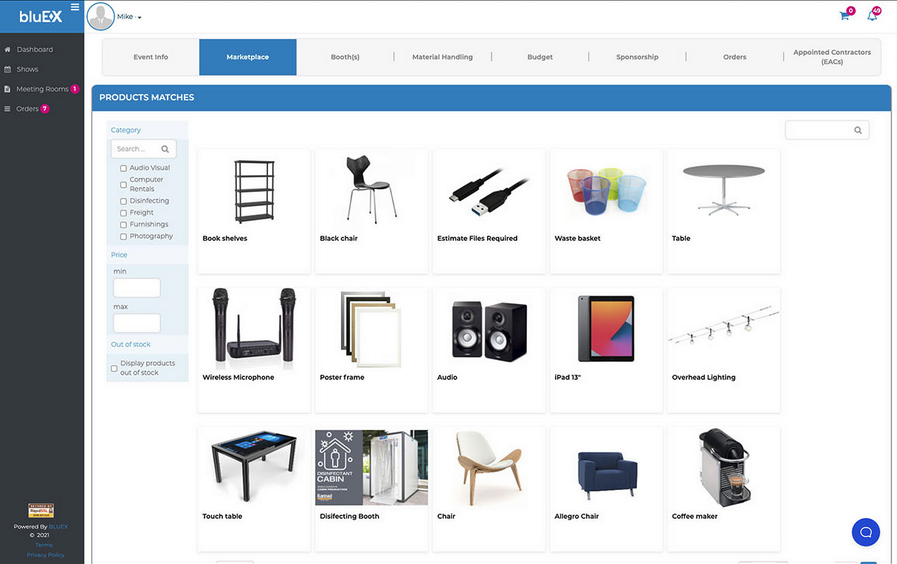 bluEX
Mike
0
49
Dashboard
Shows
Meeting Rooms 1
Orders 7
Event Info
Marketplace
Booth(s)
Material Handling
Budget
Sponsorship
Orders
Appointed Contractors
(EACs)
PRODUCTS MATCHES
Category
Search ...
Audio Visual
Computer
Rentals
Disinfecting
Freight
Furnishings
Photography
Price
min
max
Out of stock
Display products
out of stock
Book shelves
Black chair
Estimate Files Required
Waste basket
Table
Wireless Microphone
Poster frame
Audio
iPad 13"
Overhead Lighting
DISINFECTANT
CABIN
Touch table
Disifecting Booth
Chair
Allegro Chair
Coffee maker
Powered By BLUEX
© 2021
Terms
Privacy Policy